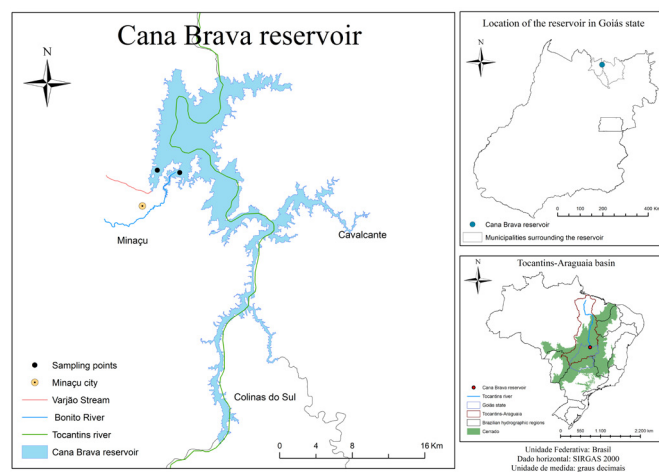 Cana Brava reservoir
N
Minaçu
Cavalcante
Colinas do Sul
Sampling points
Minaçu city
Varjão Stream
Bonito River
Tocantins river
Cana Brava reservoir
0 4 8 16 Km
Location of the reservoir in Goiás state
N
0 200 400 Km
Cana Brava reservoir
Municipalities surrounding the reservoir
Tocantins-Araguaia basin
N
Cana Brava reservoir
Tocantins river
Goiás state
Tocantins-Araguaia
Brazilian hydrographic regions
Cerrado
0 550 1.100 2.200 km
Unidade Federativa: Brasil
Dado horizontal: SIRGAS 2000
Unidade de medida: graus decimais